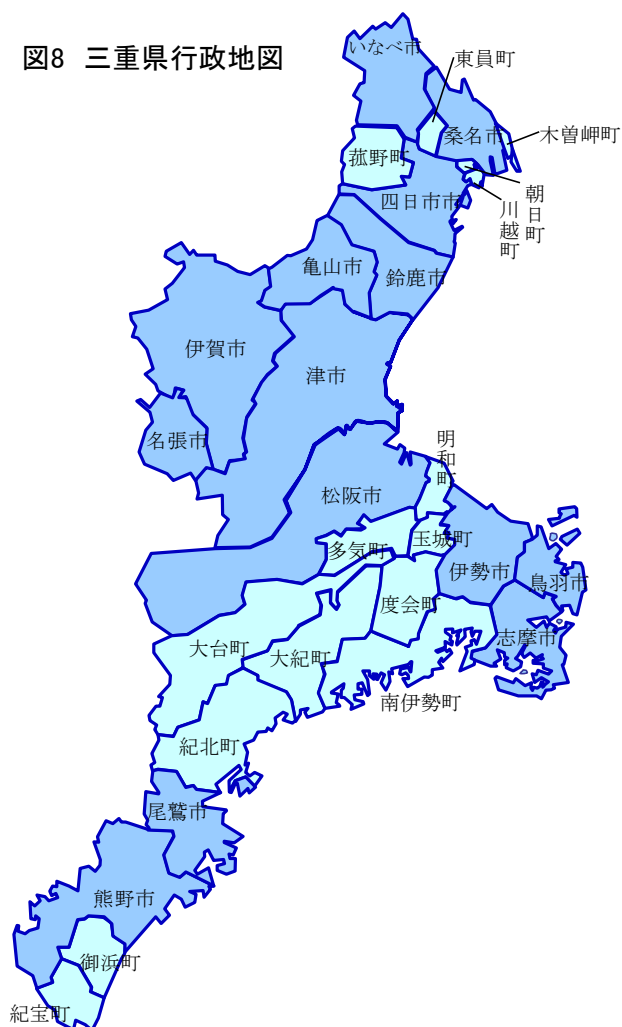 図8 三重県行政地図
いなべ市
東員町
桑名市
木曽岬町
菰野町
朝日町
川越町
四日市市
亀山市
鈴鹿市
伊賀市
津市
名張市
明和町
松阪市
多気町
玉城町
伊勢市
鳥羽市
度会町
志摩市
大台町
大紀町
南伊勢町
紀北町
尾鷲市
熊野市
御浜町
紀宝町